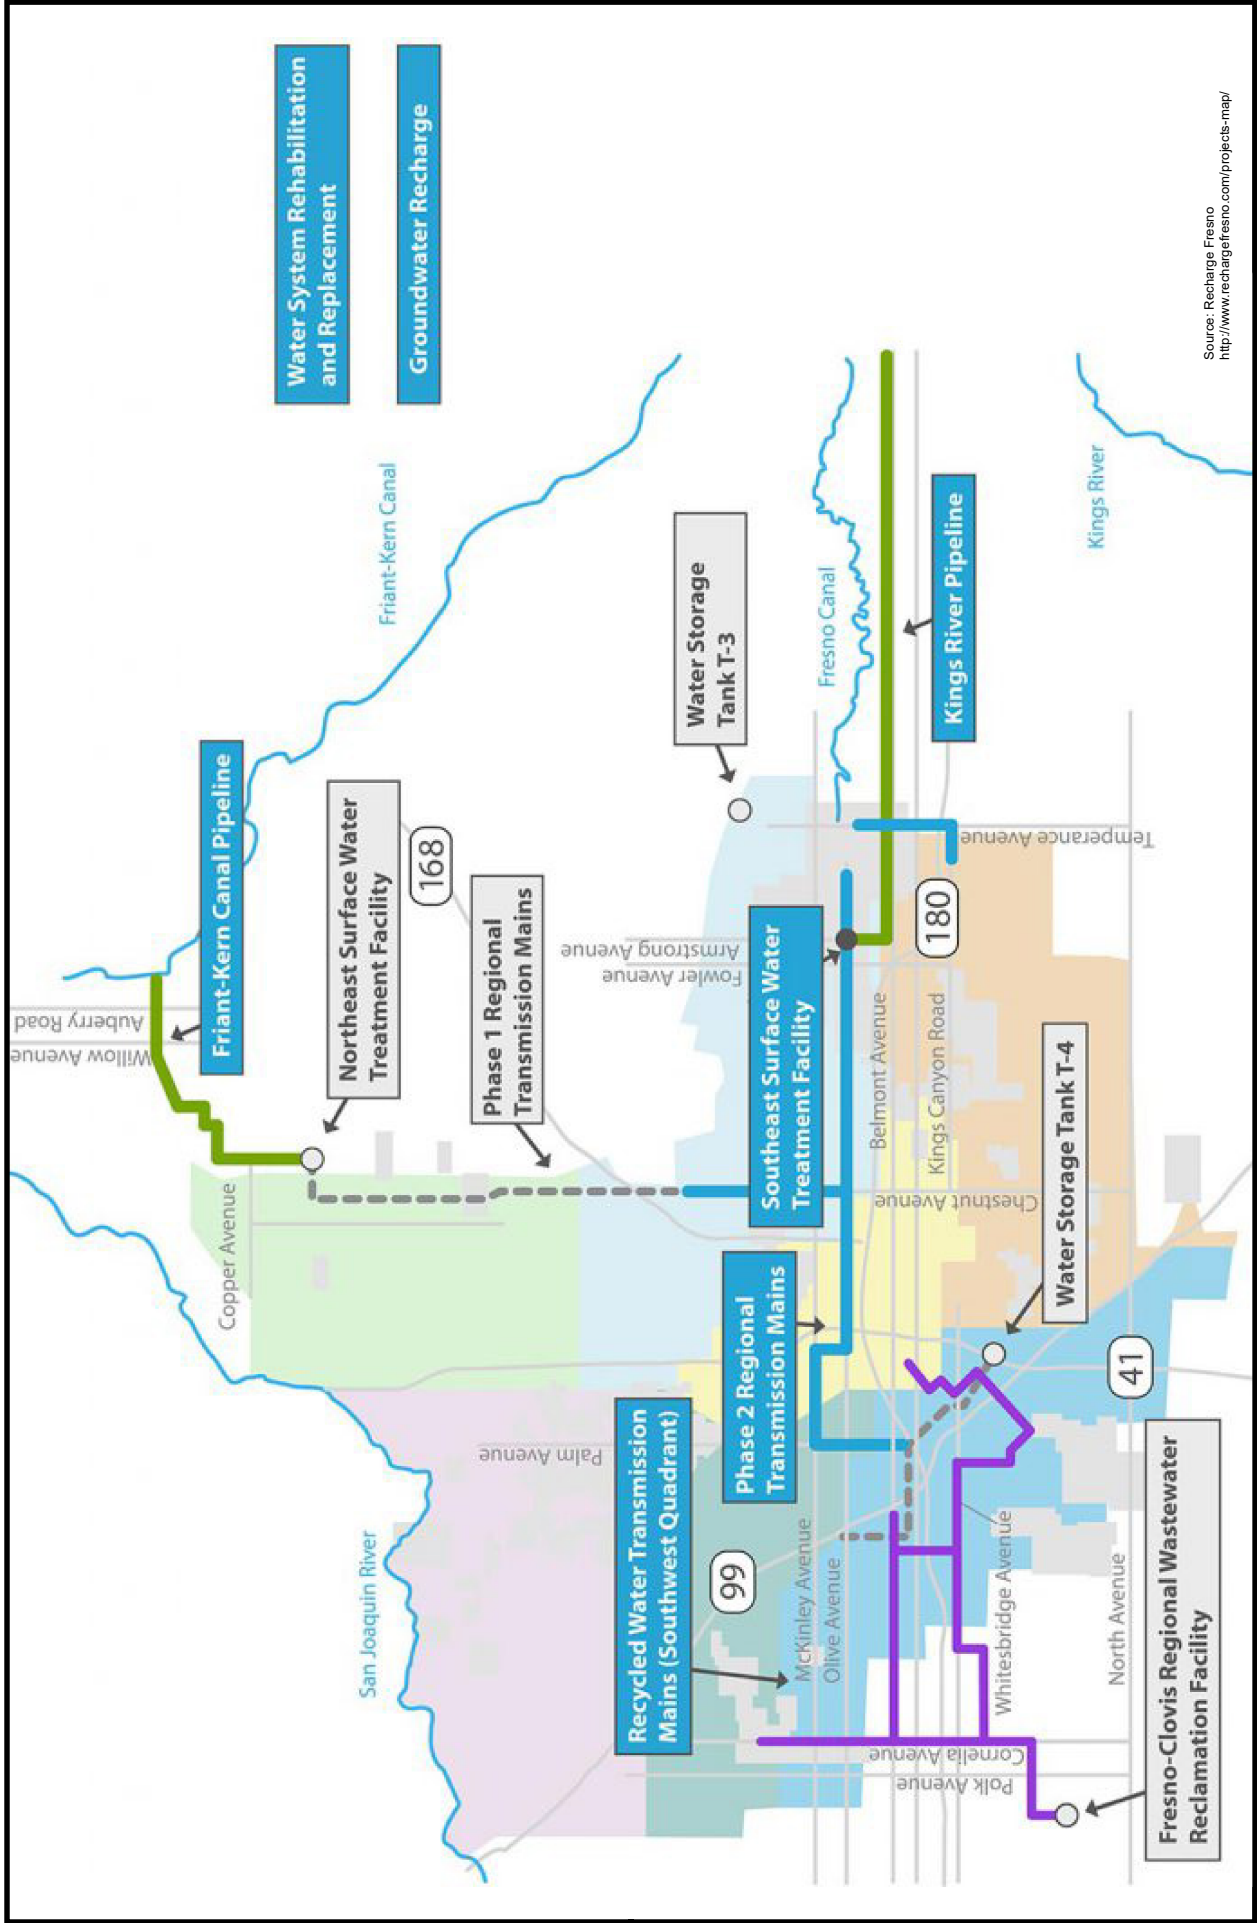 Water System Rehabilitation
and Replacement
Groundwater Recharge
Friant-Kern Canal Pipeline
Auberry Road
Willow Avenue
Copper Avenue
Northeast Surface Water
Treatment Facility
168
Friant-Kern Canal
Phase 1 Regional
Transmission Mains
San Joaquin River
Palm Avenue
Armstrong Avenue
Fowler Avenue
Water Storage
Tank T-3
Fresno Canal
Southeast Surface Water
Treatment Facility
Kings River Pipeline
Kings River
Temperance Avenue
180
Belmont Avenue
Kings Canyon Road
Chestnut Avenue
Phase 2 Regional
Transmission Mains
Recycled Water Transmission
Mains (Southwest Quadrant)
99
McKinley Avenue
Olive Avenue
Water Storage Tank T-4
41
Whitesbridge Avenue
North Avenue
Cornelia Avenue
Polk Avenue
Fresno-Clovis Regional Wastewater
Reclamation Facility
Source: Recharge Fresno
http://www.rechargefresno.com/projects-map/